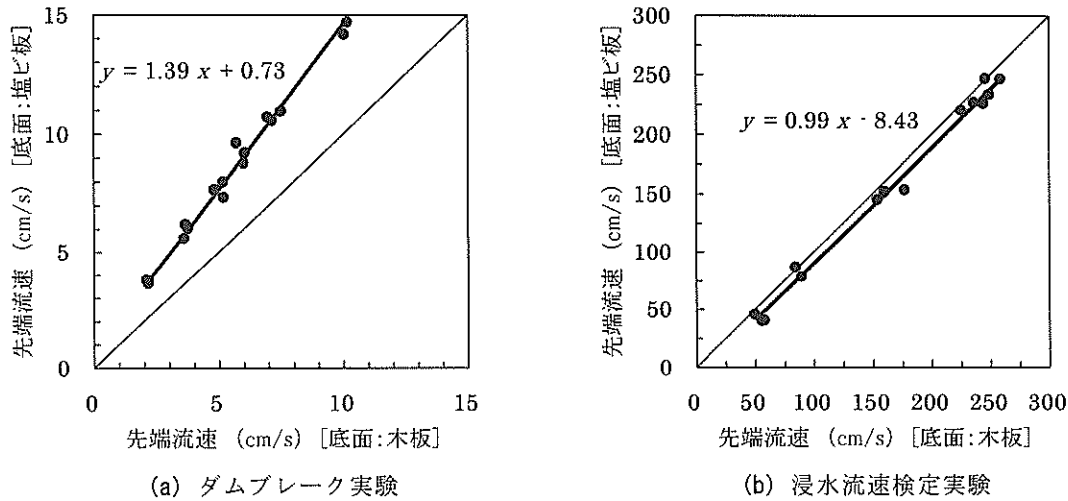 先端流速 (cm/s) [底面:塩ビ板]
15
10
5
0
y = 1.39 x + 0.73
0 5 10 15
先端流速 (cm/s) [底面:木板]
(a) ダムブレーク実験
先端流速 (cm/s) [底面:塩ビ板]
300
250
200
150
100
50
0
y = 0.99 x - 8.43
0 50 100 150 200 250 300
先端流速 (cm/s) [底面:木板]
(b) 浸水流速検定実験